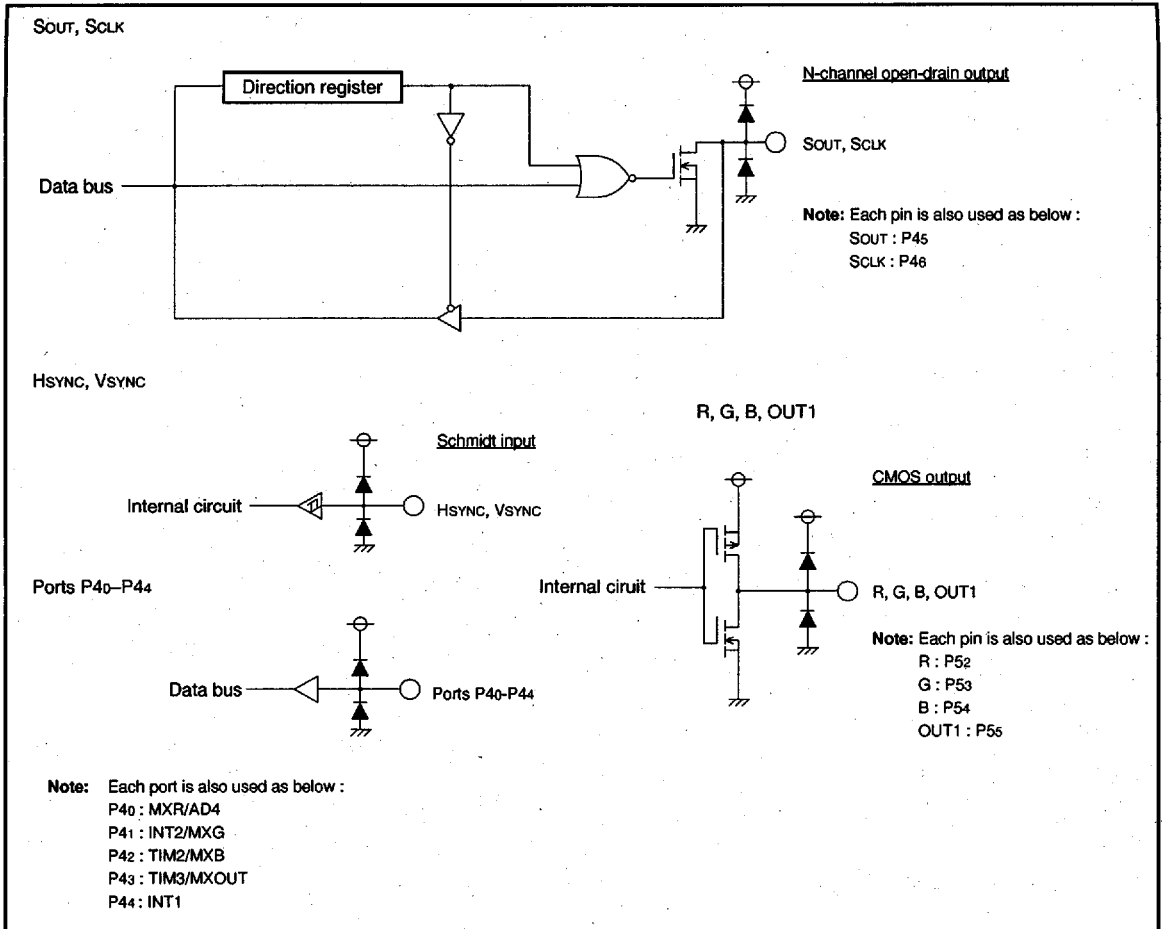 SOUT, SCLK
Direction register
N-channel open-drain output
SOUT, SCLK
Data bus
Note: Each pin is also used as below :
SOUT : P45
SCLK : P46
HSYNC, VSYNC
R, G, B, OUT1
Schmidt input
CMOS output
Internal circuit
HSYNC, VSYNC
Ports P40–P44
Internal ciruit
R, G, B, OUT1
Note: Each pin is also used as below :
R : P52
G : P53
B : P54
OUT1 : P55
Data bus
Ports P40-P44
Note: Each port is also used as below :
P40 : MXR/AD4
P41 : INT2/MXG
P42 : TIM2/MXB
P43 : TIM3/MXOUT
P44 : INT1